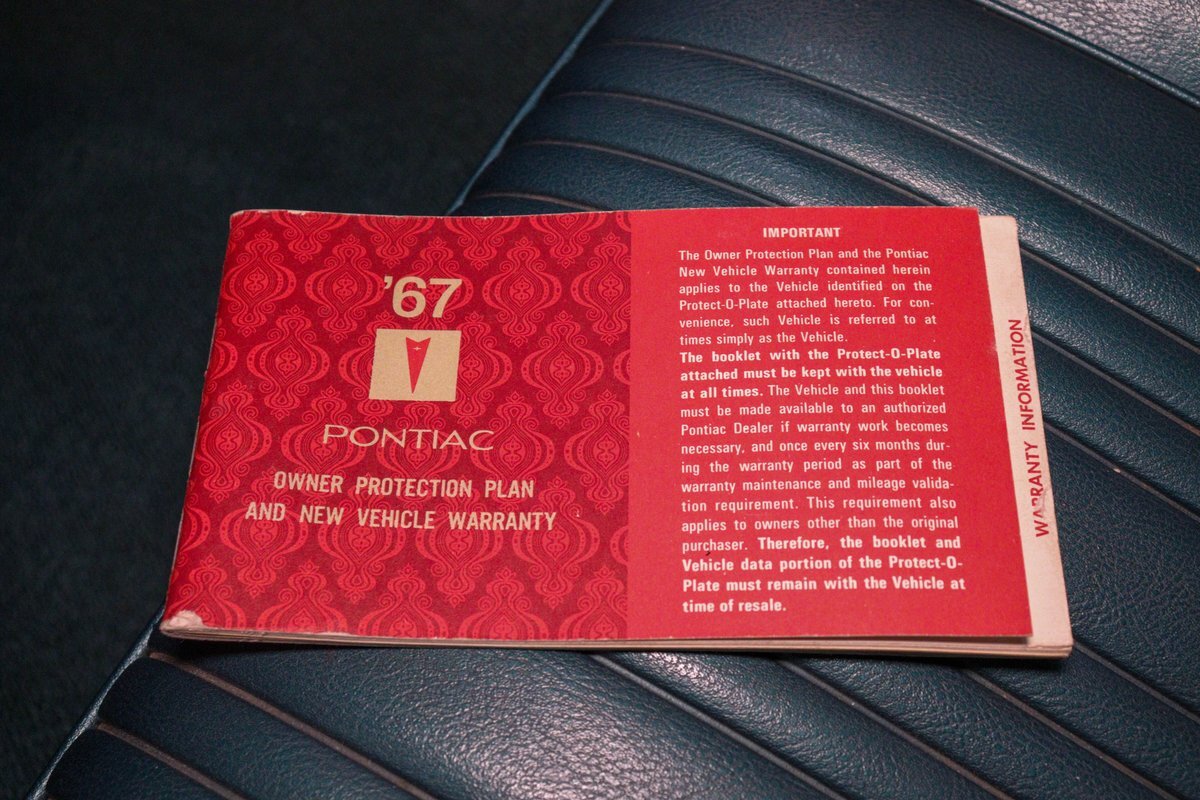 '67
PONTIAC
OWNER PROTECTION PLAN
AND NEW VEHICLE WARRANTY
IMPORTANT
The Owner Protection Plan and the Pontiac
New Vehicle Warranty contained herein
applies to the Vehicle identified on the
Protect-O-Plate attached hereto. For con-
venience, such Vehicle is referred to at
times simply as the Vehicle.
The booklet with the Protect-O-Plate
attached must be kept with the vehicle
at all times. The Vehicle and this booklet
must be made available to an authorized
Pontiac Dealer if warranty work becomes
necessary, and once every six months dur-
ing the warranty period as part of the
warranty maintenance and mileage valida-
tion requirement. This requirement also
applies to owners other than the original
purchaser. Therefore, the booklet and
Vehicle data portion of the Protect-O-
Plate must remain with the Vehicle at
time of resale.
WARRANTY INFORMATION